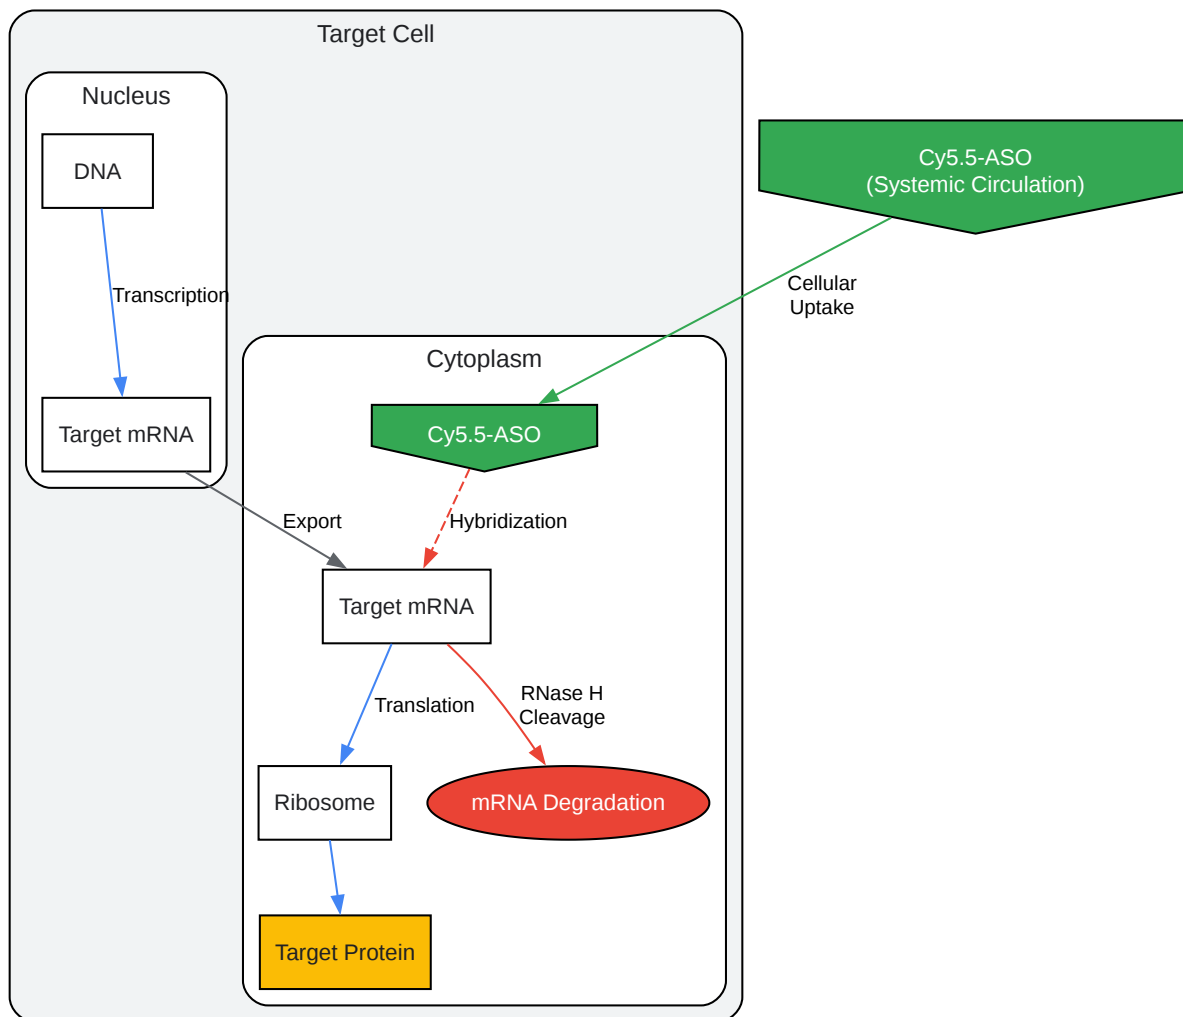 Target Cell
Nucleus
DNA
Cy5.5-ASO
(Systemic Circulation)
Transcription
Cellular
Uptake
Cytoplasm
Target mRNA
Cy5.5-ASO
Export
Hybridization
Target mRNA
Translation
RNase H
Cleavage
Ribosome
mRNA Degradation
Target Protein